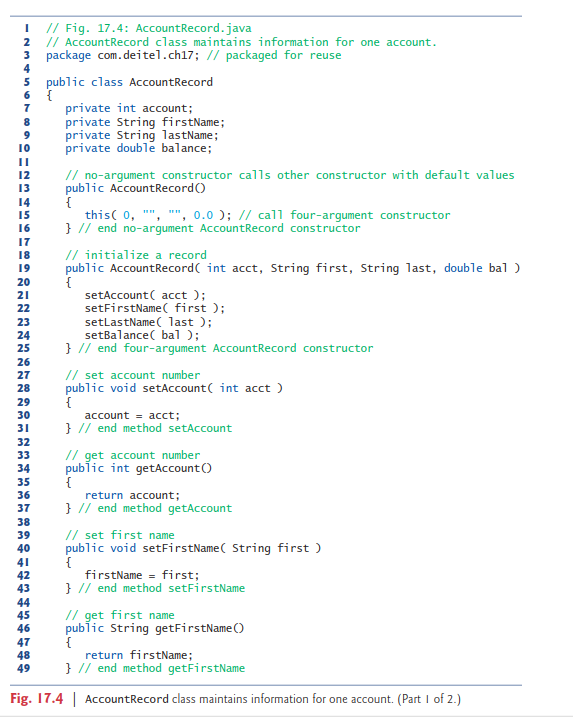 1 // Fig. 17.4: AccountRecord.java
2 // AccountRecord class maintains information for one account.
3 package com.deitel.ch17; // packaged for reuse
4
5 public class AccountRecord
6 {
7 private int account;
8 private String firstName;
9 private String lastName;
10 private double balance;
11
12 // no-argument constructor calls other constructor with default values
13 public AccountRecord()
14 {
15 this( 0, "", "", 0.0 ); // call four-argument constructor
16 } // end no-argument AccountRecord constructor
17
18 // initialize a record
19 public AccountRecord( int acct, String first, String last, double bal )
20 {
21 setAccount( acct );
22 setFirstName( first );
23 setLastName( last );
24 setBalance( bal );
25 } // end four-argument AccountRecord constructor
26
27 // set account number
28 public void setAccount( int acct )
29 {
30 account = acct;
31 } // end method setAccount
32
33 // get account number
34 public int getAccount()
35 {
36 return account;
37 } // end method getAccount
38
39 // set first name
40 public void setFirstName( String first )
41 {
42 firstName = first;
43 } // end method setFirstName
44
45 // get first name
46 public String getFirstName()
47 {
48 return firstName;
49 } // end method getFirstName
Fig. 17.4 | AccountRecord class maintains information for one account. (Part 1 of 2.)